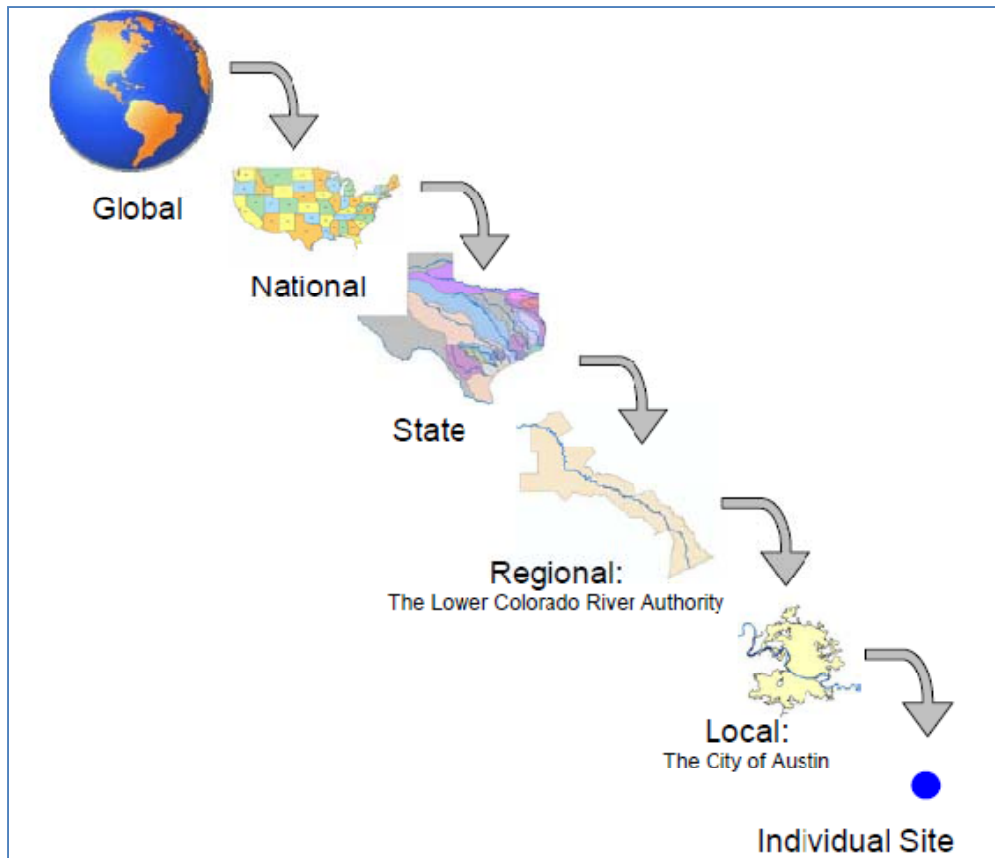 Global
National
State
Regional:
The Lower Colorado River Authority
Local:
The City of Austin
Individual Site